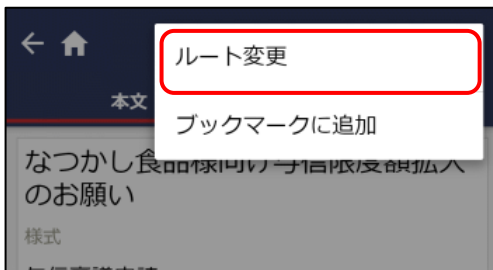 ルート変更
本文
ブックマークに追加
なつかし食品様向け与信限度額拡大
のお願い
様式